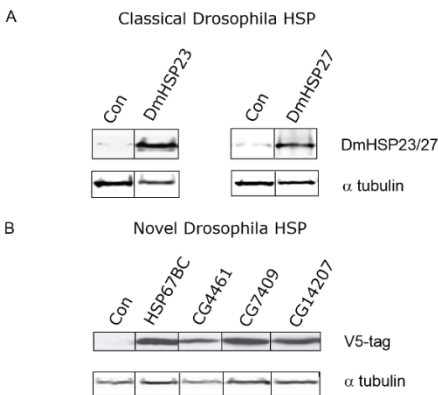 A
Classical Drosophila HSP
Con
DmHSP23
Con
DmHSP27
DmHSP23/27
α tubulin
B
Novel Drosophila HSP
Con
HSP67BC
CG4461
CG7409
CG14207
V5-tag
α tubulin